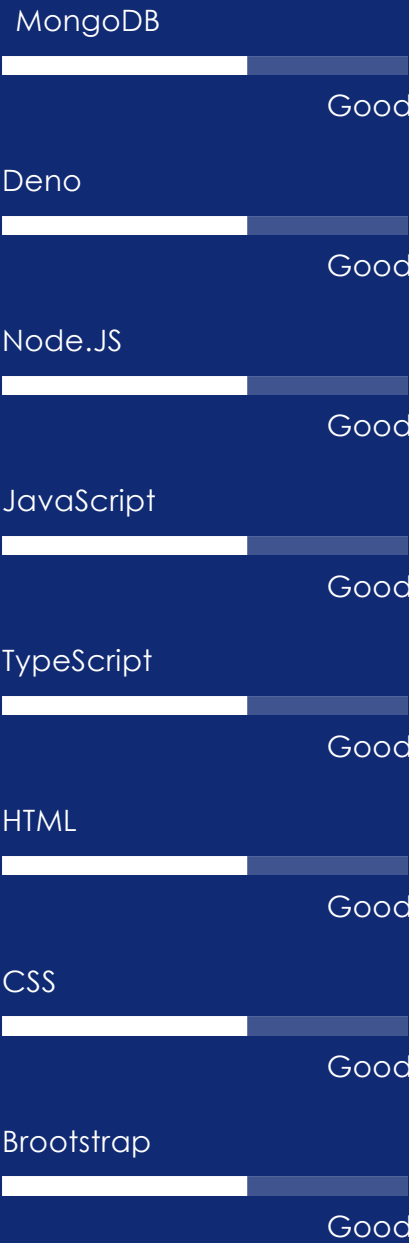 MongoDB
Good
Deno
Good
Node.JS
Good
JavaScript
Good
TypeScript
Good
HTML
Good
CSS
Good
Brootstrap
Good